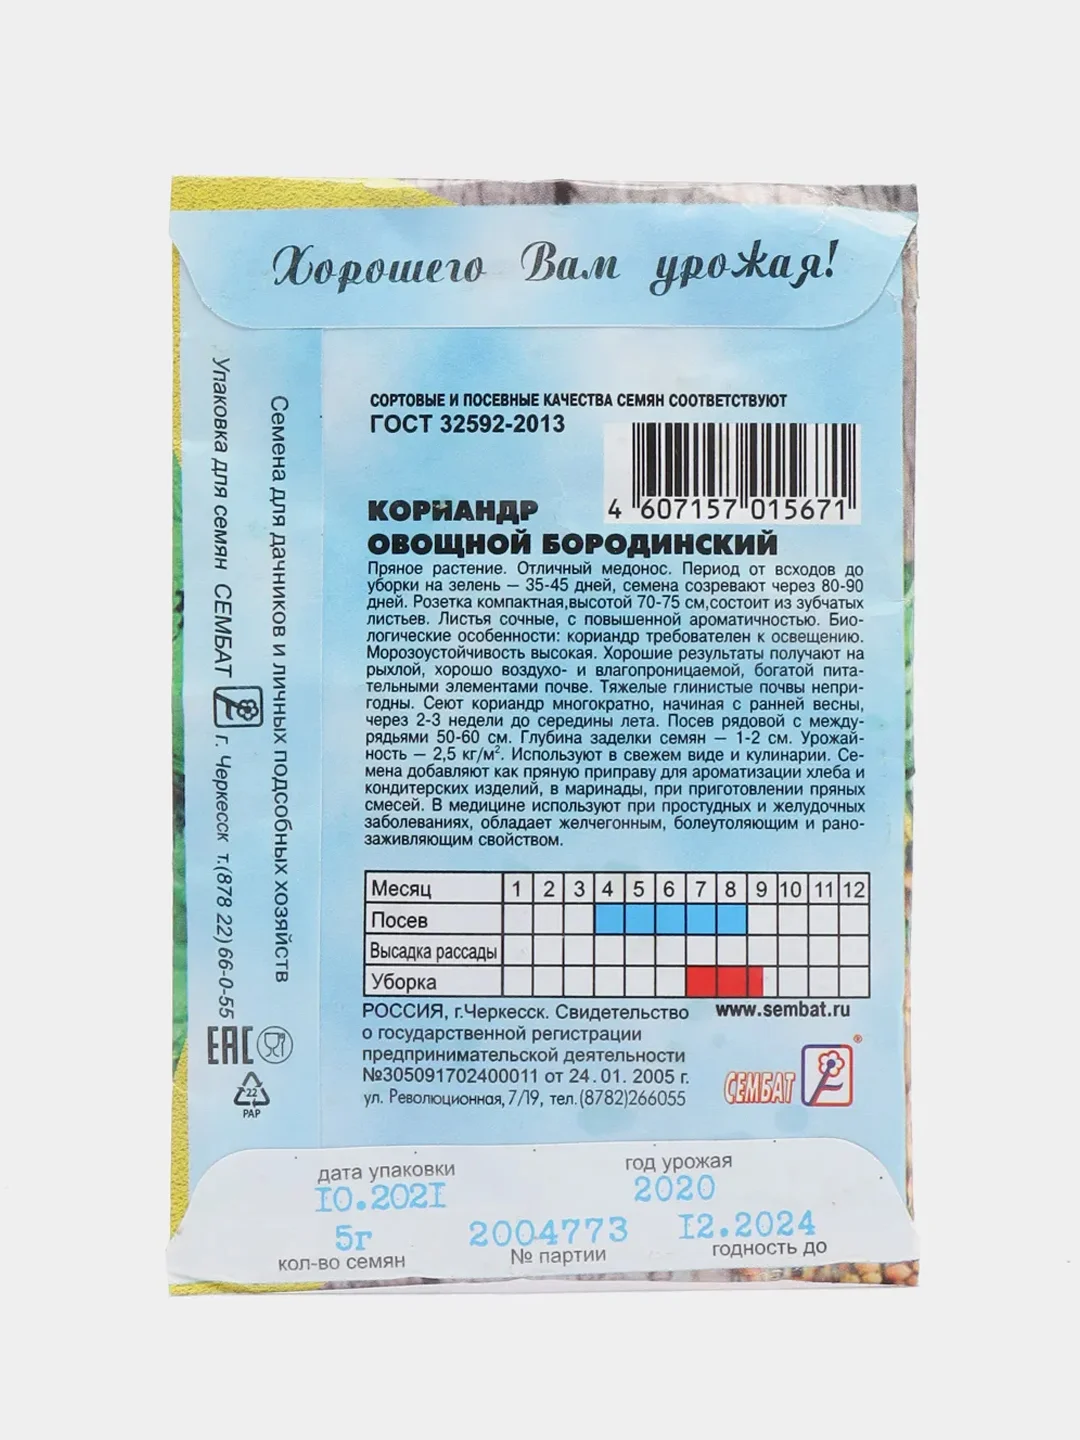 Хорошего Вам урожая!
Упаковка для семян СЕМБАТ г. Черкесск т.(878 22) 66-0-55
Семена для дачников и личных подсобных хозяйств
СОРТОВЫЕ И ПОСЕВНЫЕ КАЧЕСТВА СЕМЯН СООТВЕТСТВУЮТ
ГОСТ 32592-2013
4 607157 015671
КОРИАНДР
ОВОЩНОЙ БОРОДИНСКИЙ
Пряное растение. Отличный медонос. Период от всходов до
уборки на зелень – 35-45 дней, семена созревают через 80-90
дней. Розетка компактная,высотой 70-75 см,состоит из зубчатых
листьев. Листья сочные, с повышенной ароматичностью. Био-
логические особенности: кориандр требователен к освещению.
Морозоустойчивость высокая. Хорошие результаты получают на
рыхлой, хорошо воздухо- и влагопроницаемой, богатой пита-
тельными элементами почве. Тяжелые глинистые почвы непри-
годны. Сеют кориандр многократно, начиная с ранней весны,
через 2-3 недели до середины лета. Посев рядовой с между-
рядьями 50-60 см. Глубина заделки семян – 1-2 см. Урожай-
ность – 2,5 кг/м². Используют в свежем виде и кулинарии. Се-
мена добавляют как пряную приправу для ароматизации хлеба и
кондитерских изделий, в маринады, при приготовлении пряных
смесей. В медицине используют при простудных и желудочных
заболеваниях, обладает желчегонным, болеутоляющим и рано-
заживляющим свойством.
Месяц 1 2 3 4 5 6 7 8 9 10 11 12
Посев
Высадка рассады
Уборка
РОССИЯ, г.Черкесск. Свидетельство
о государственной регистрации
предпринимательской деятельности
№305091702400011 от 24.01.2005 г.
ул. Революционная, 7/19, тел.(8782)266055
www.sembat.ru
СЕМБАТ
®
EAC
22
PAP
дата упаковки
10.2021
год урожая
2020
5г
кол-во семян
2004773
№ партии
12.2024
годность до